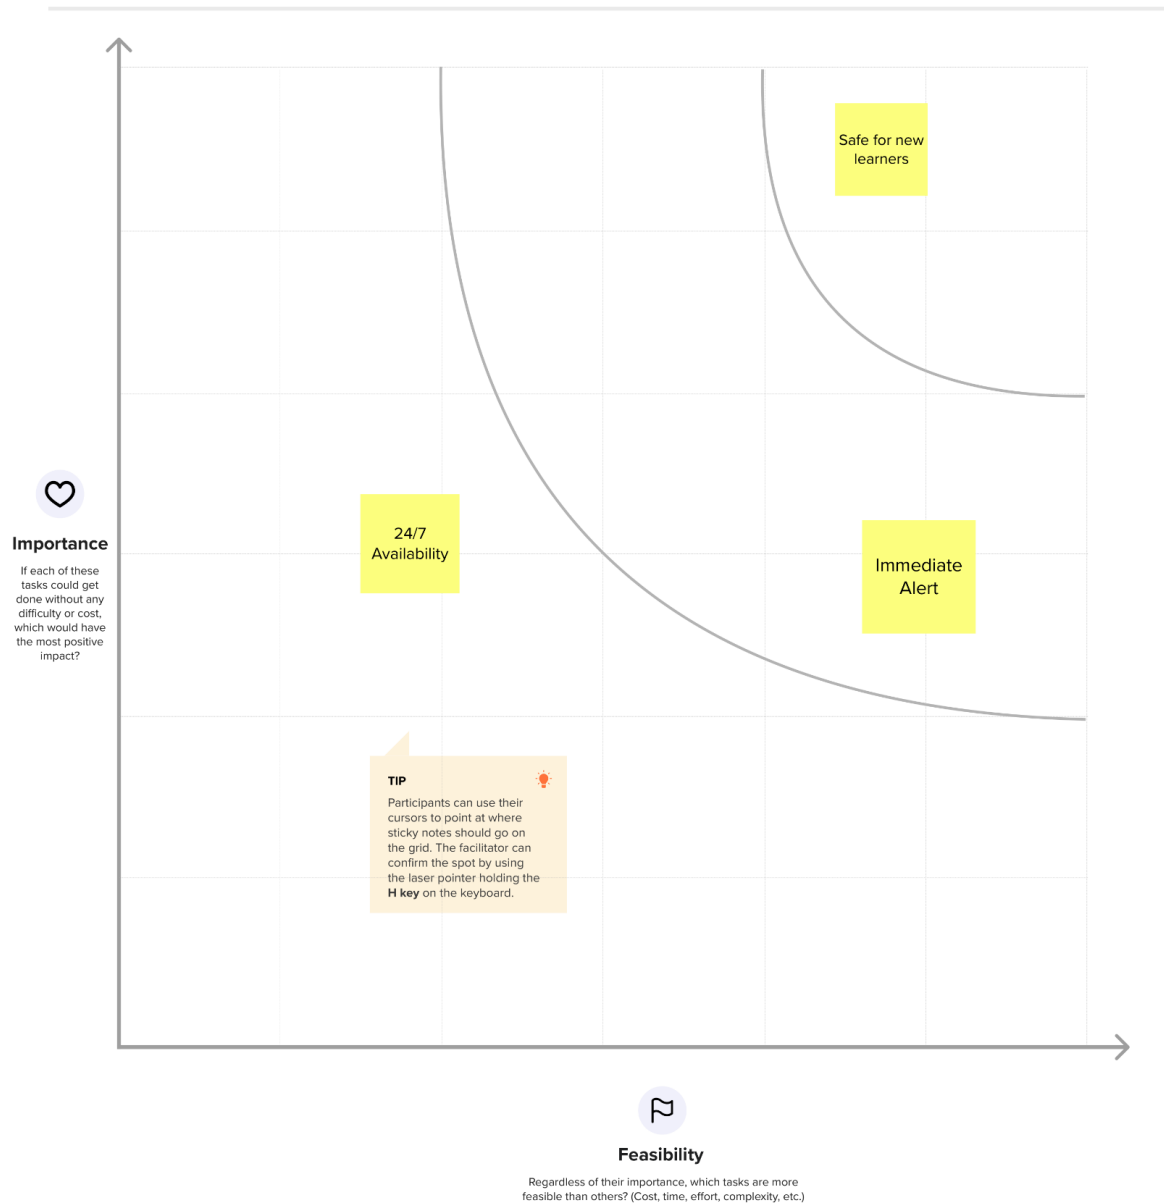 Safe for new
learners
24/7
Availability
Immediate
Alert
Importance
If each of these
tasks could get
done without any
difficulty or cost,
which would have
the most positive
impact?
TIP
Participants can use their
cursors to point at where
sticky notes should go on
the grid. The facilitator can
confirm the spot by using
the laser pointer holding the
H key on the keyboard.
Feasibility
Regardless of their importance, which tasks are more
feasible than others? (Cost, time, effort, complexity, etc.)